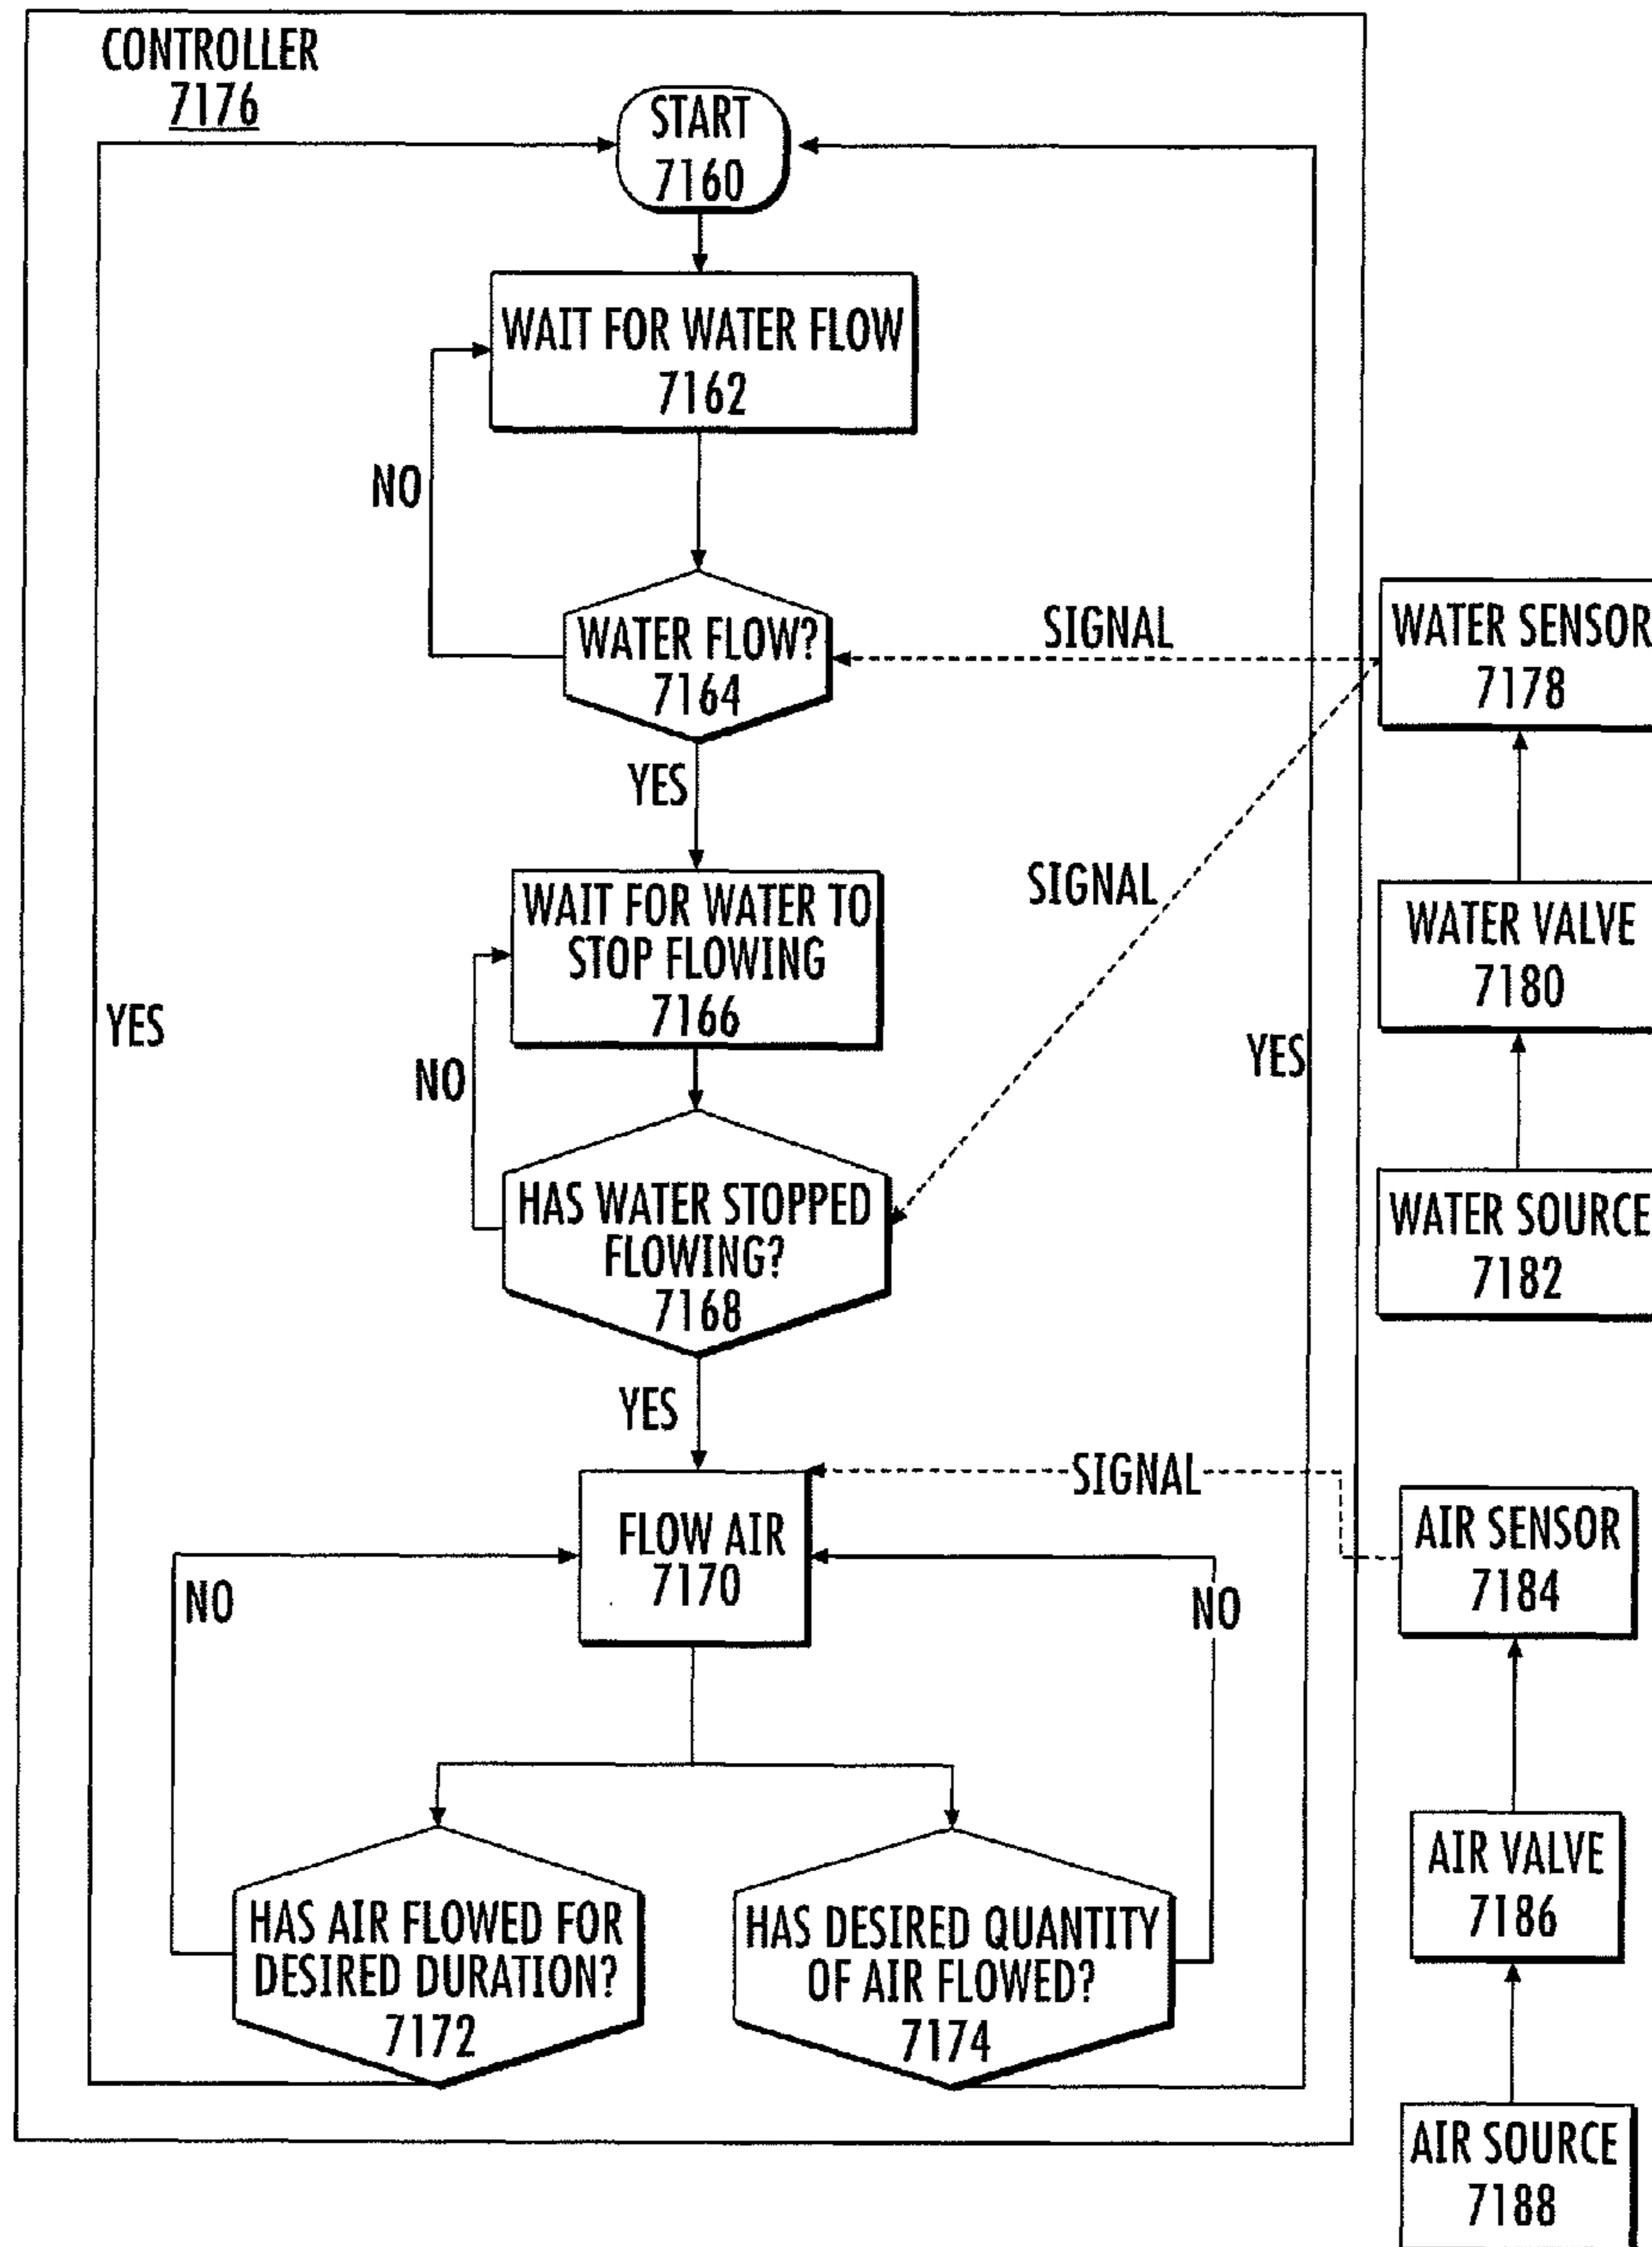 CONTROLLER
7176
START
7160
WAIT FOR WATER FLOW
7162
NO
WATER FLOW?
7164
SIGNAL
WATER SENSOR
7178
YES
SIGNAL
WATER VALVE
7180
WAIT FOR WATER TO
STOP FLOWING
7166
YES
NO
YES
HAS WATER STOPPED
FLOWING?
7168
WATER SOURCE
7182
YES
SIGNAL
FLOW AIR
7170
AIR SENSOR
7184
NO
NO
AIR VALVE
7186
HAS AIR FLOWED FOR
DESIRED DURATION?
7172
HAS DESIRED QUANTITY
OF AIR FLOWED?
7174
AIR SOURCE
7188